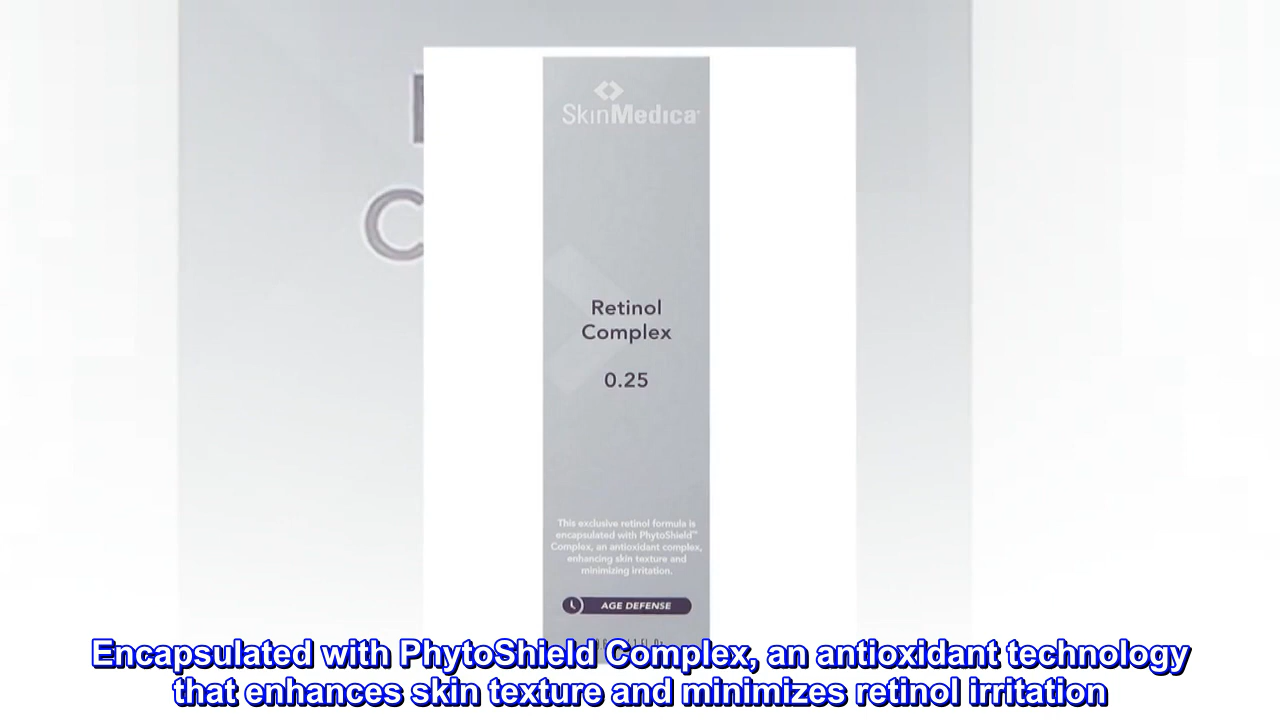 C
SkinMedica
Retinol
Complex
0.25
This exclusive retinol formula is
encapsulated with PhytoShield™
Complex, an antioxidant complex,
enhancing skin texture and
minimizing irritation.
AGE DEFENSE
Encapsulated with PhytoShield Complex, an antioxidant technology
that enhances skin texture and minimizes retinol irritation